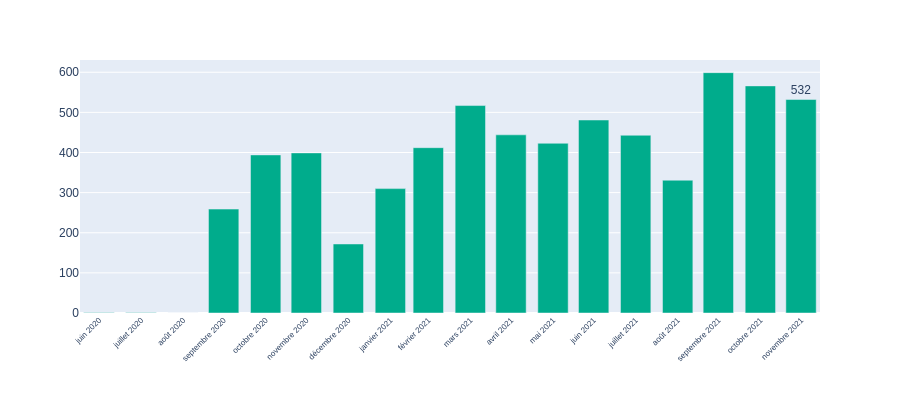 600
500
400
300
200
100
0
532
juin 2020
juillet 2020
août 2020
septembre 2020
octobre 2020
novembre 2020
décembre 2020
janvier 2021
février 2021
mars 2021
avril 2021
mai 2021
juin 2021
juillet 2021
août 2021
septembre 2021
octobre 2021
novembre 2021